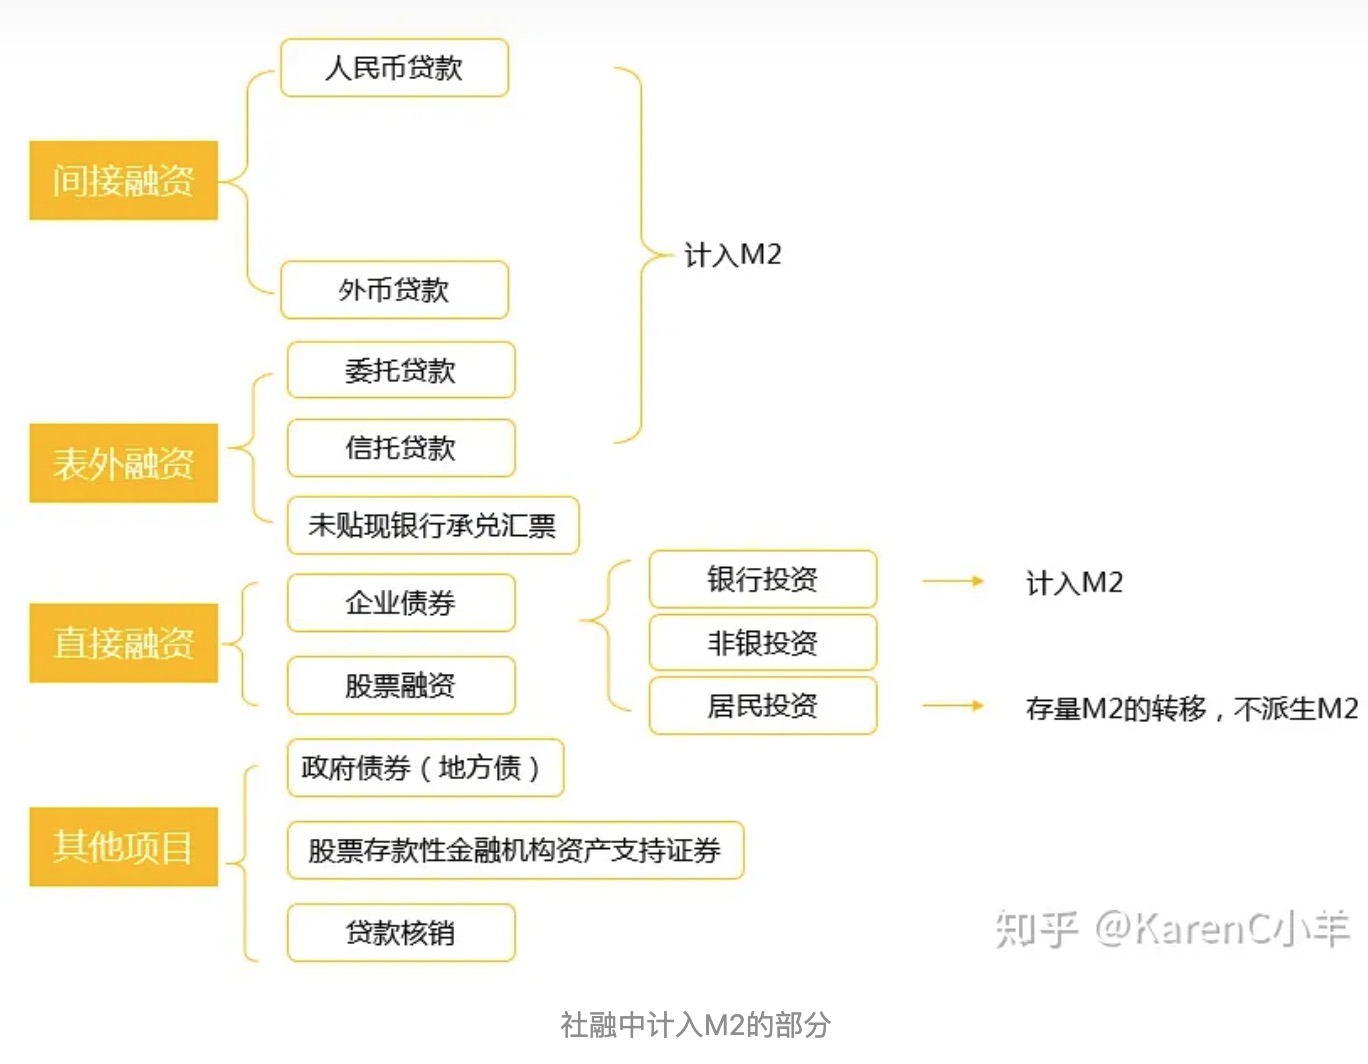 间接融资
人民币贷款
外币贷款
计入M2
表外融资
委托贷款
信托贷款
未贴现银行承兑汇票
直接融资
企业债券
股票融资
银行投资
计入M2
非银投资
居民投资
存量M2的转移，不派生M2
其他项目
政府债券（地方债）
股票存款性金融机构资产支持证券
贷款核销
知乎 @KarenC小羊
社融中计入M2的部分